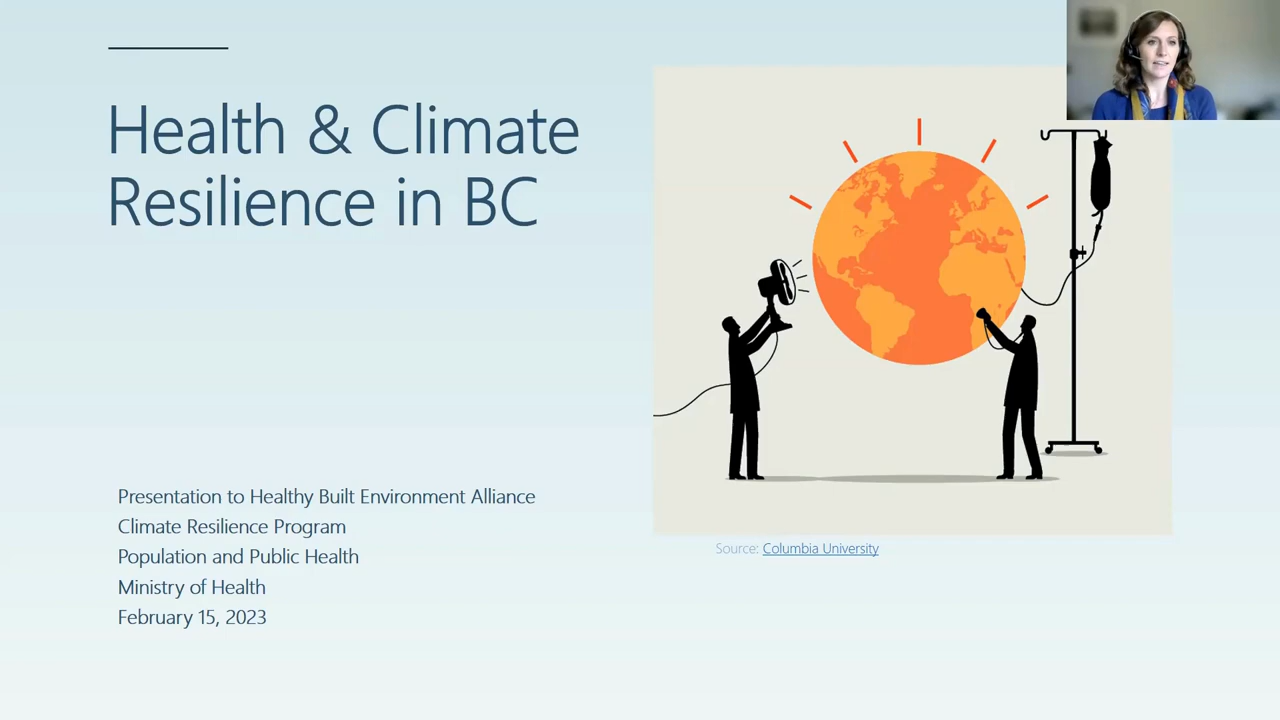 Health & Climate
Resilience in BC
Presentation to Healthy Built Environment Alliance
Climate Resilience Program
Population and Public Health
Ministry of Health
February 15, 2023
Source: Columbia University